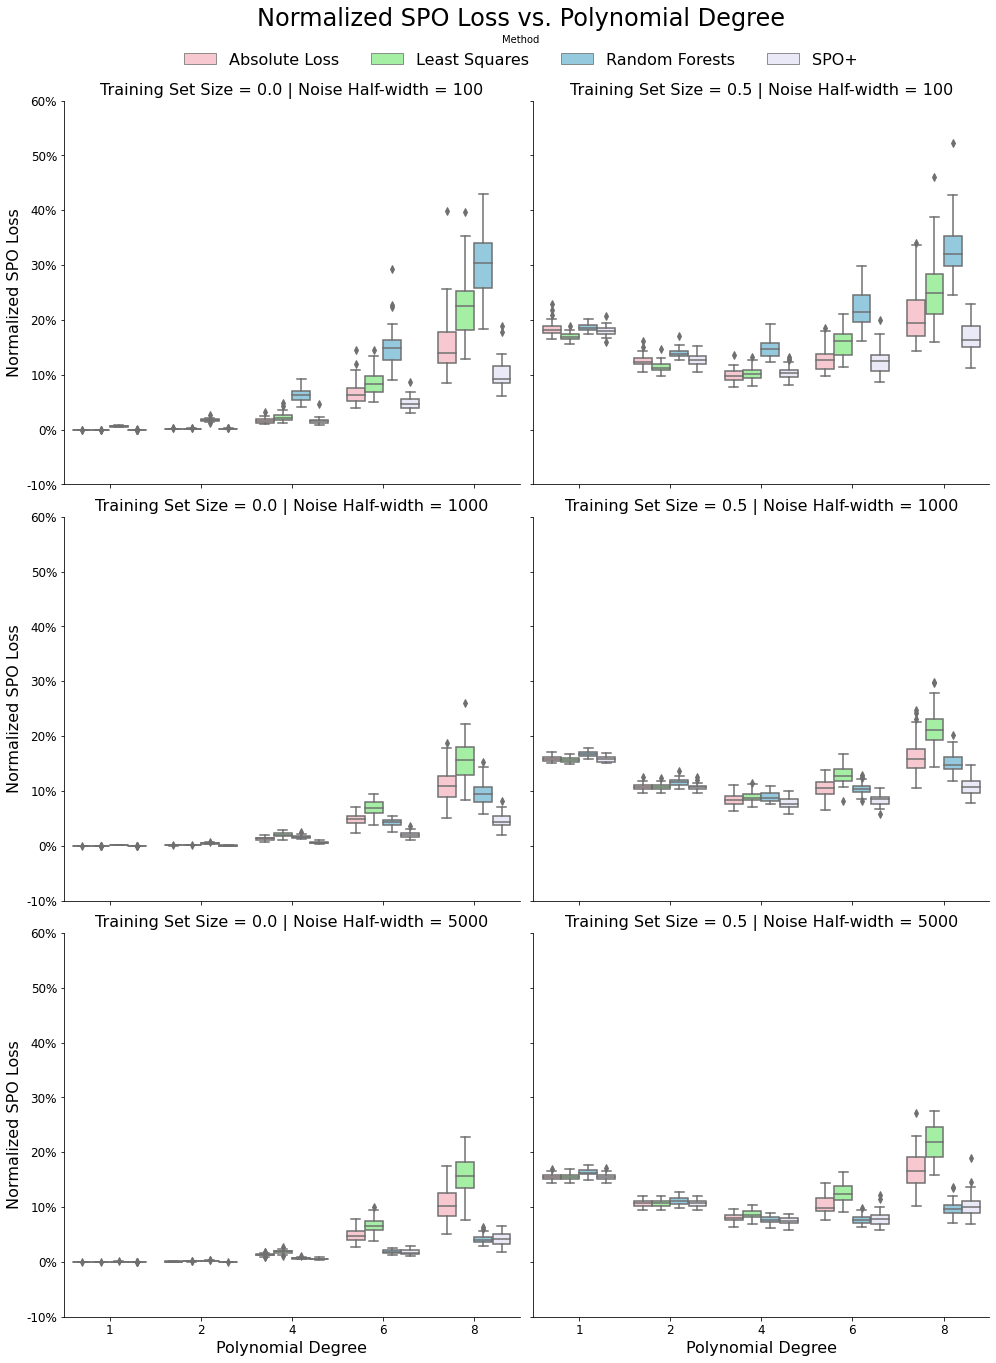 Normalized SPO Loss vs. Polynomial Degree
Method
Absolute Loss Least Squares Random Forests SPO+
Training Set Size = 0.0 | Noise Half-width = 100
Training Set Size = 0.5 | Noise Half-width = 100
Normalized SPO Loss
60%
50%
40%
30%
20%
10%
0%
-10%
Training Set Size = 0.0 | Noise Half-width = 1000
Training Set Size = 0.5 | Noise Half-width = 1000
Normalized SPO Loss
60%
50%
40%
30%
20%
10%
0%
-10%
Training Set Size = 0.0 | Noise Half-width = 5000
Training Set Size = 0.5 | Noise Half-width = 5000
Normalized SPO Loss
60%
50%
40%
30%
20%
10%
0%
-10%
1 2 4 6 8
1 2 4 6 8
Polynomial Degree
Polynomial Degree